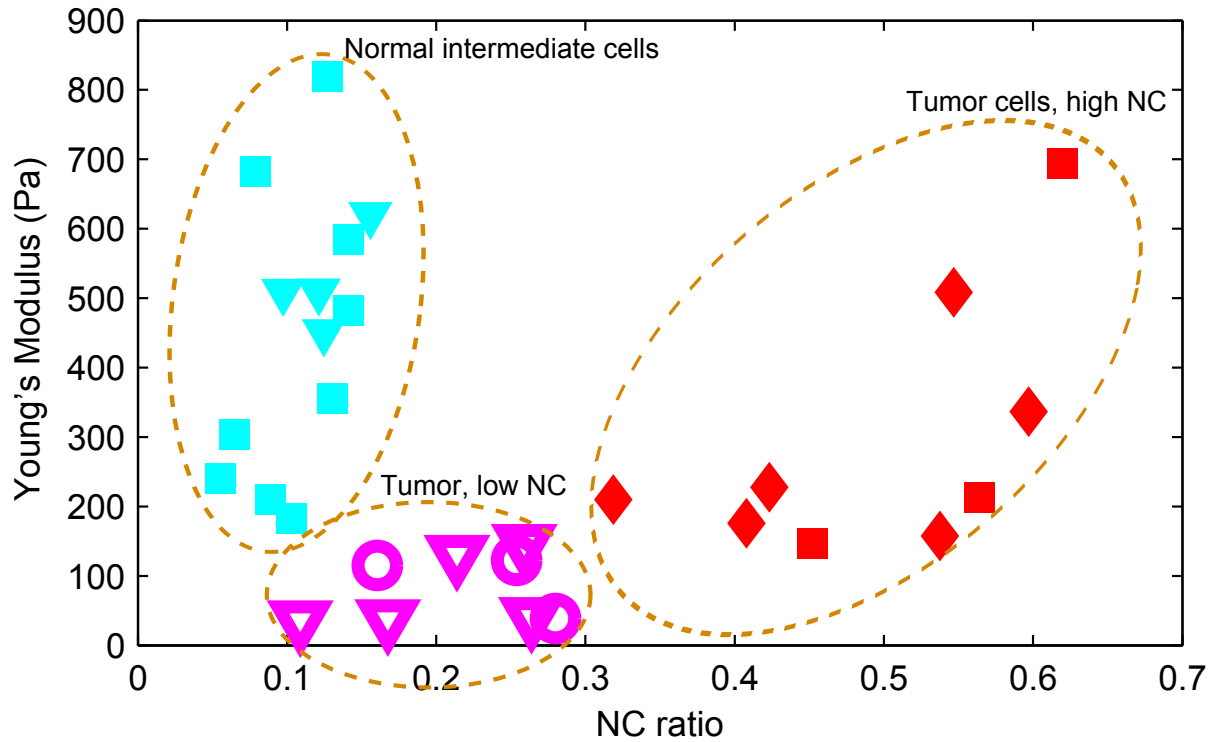 900
800
700
600
500
400
300
200
100
0
Young's Modulus (Pa)
Normal intermediate cells
Tumor cells, high NC
Tumor, low NC
0 0.1 0.2 0.3 0.4 0.5 0.6 0.7
NC ratio